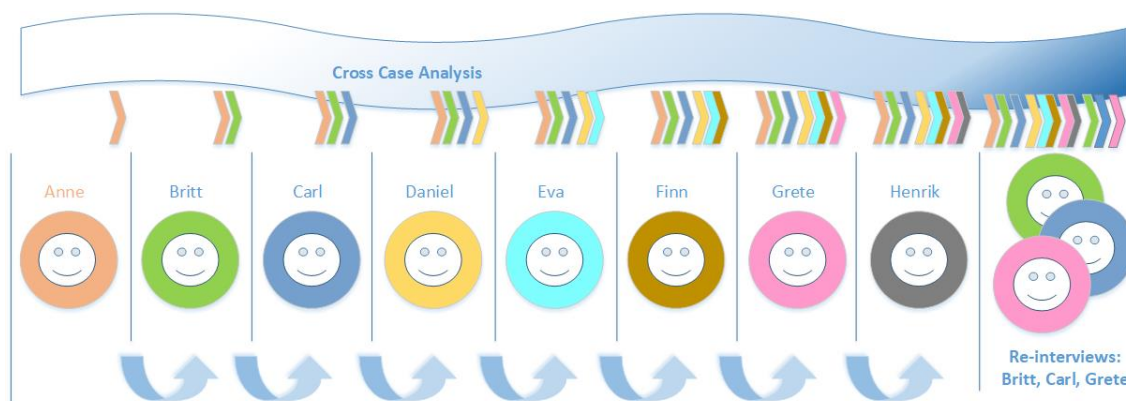 Cross Case Analysis
Anne
Britt
Carl
Daniel
Eva
Finn
Grete
Henrik
Re-interviews:
Britt, Carl, Grete